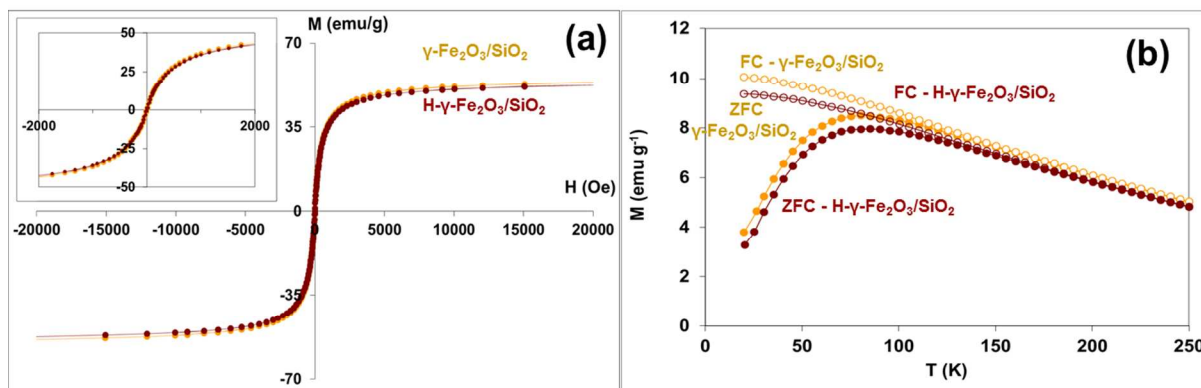 M (emu/g)
50
25
0
-25
-50
-2000
2000
70
35
0
-35
-70
(a)
γ-Fe₂O₃/SiO₂
H-γ-Fe₂O₃/SiO₂
H (Oe)
-20000 -15000 -10000 -5000 0 5000 10000 15000 20000
(b)
FC - γ-Fe₂O₃/SiO₂
FC - H-γ-Fe₂O₃/SiO₂
ZFC
γ-Fe₂O₃/SiO₂
ZFC - H-γ-Fe₂O₃/SiO₂
M (emu g⁻¹)
12
10
8
6
4
2
0
0 50 100 150 200 250
T (K)